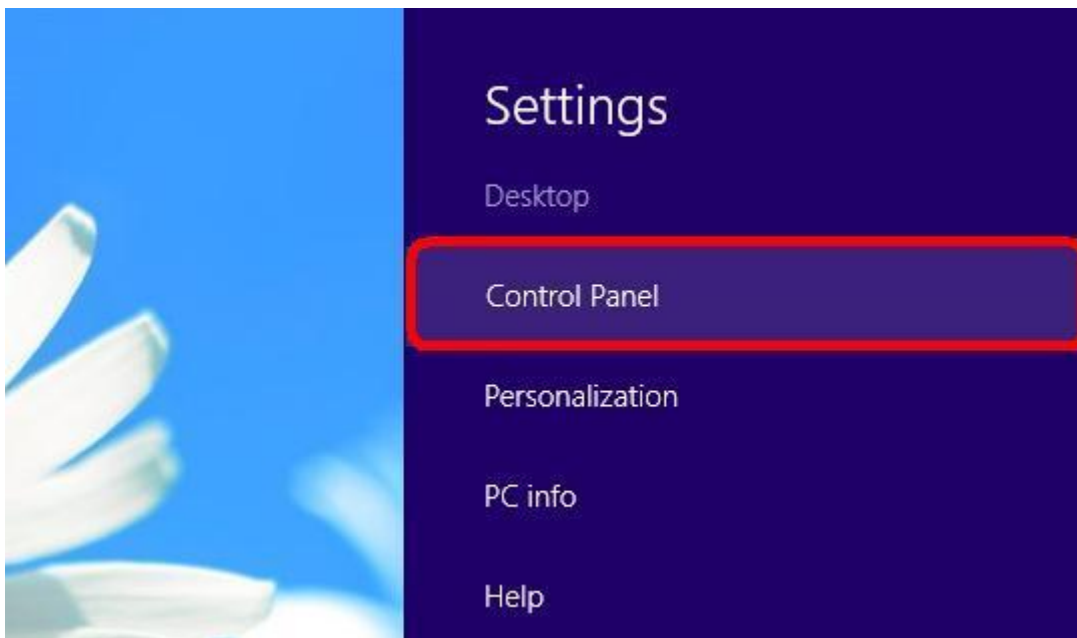 Settings
Desktop
Control Panel
Personalization
PC info
Help